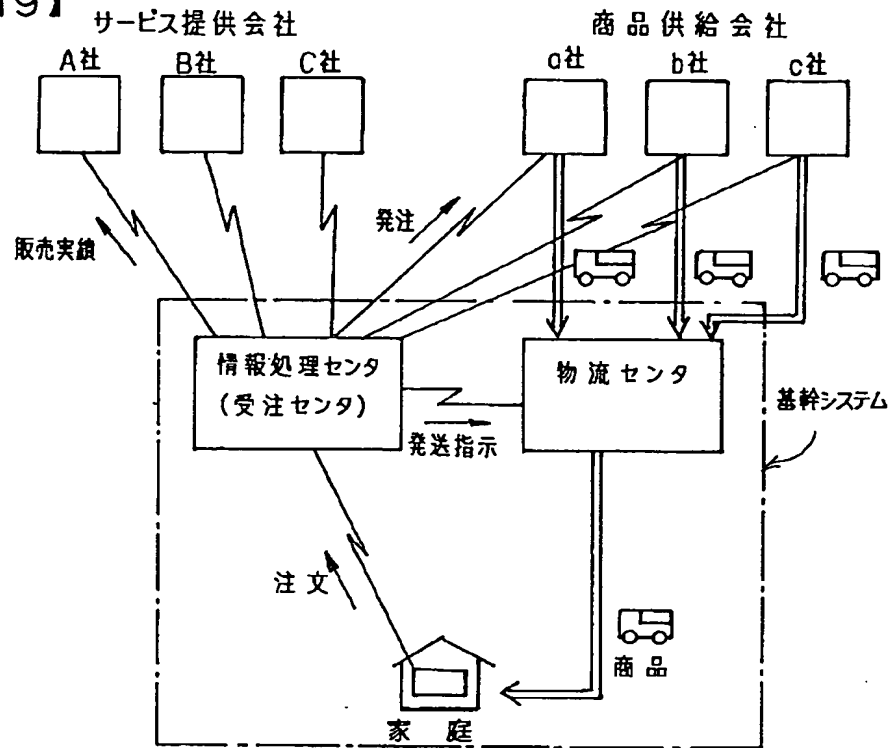 19】
サービス提供会社
商品供給会社
A社
B社
C社
a社
b社
c社
発注
販売実績
情報処理センタ
(受注センタ)
物流センタ
基幹システム
発送指示
注文
商品
家庭